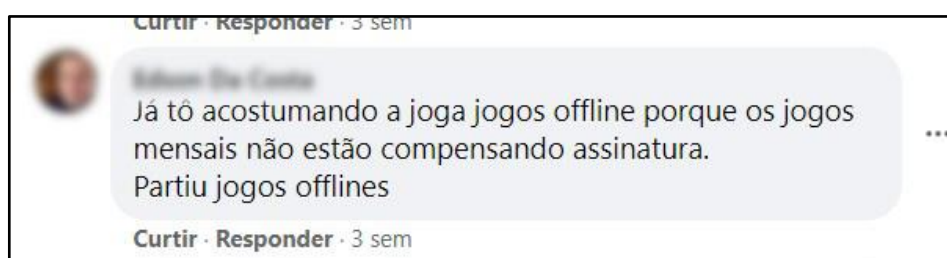 Curtir · Responder · 3 sem
Já tô acostumando a joga jogos offline porque os jogos
mensais não estão compensando assinatura.
Partiu jogos offlines
Curtir · Responder · 3 sem